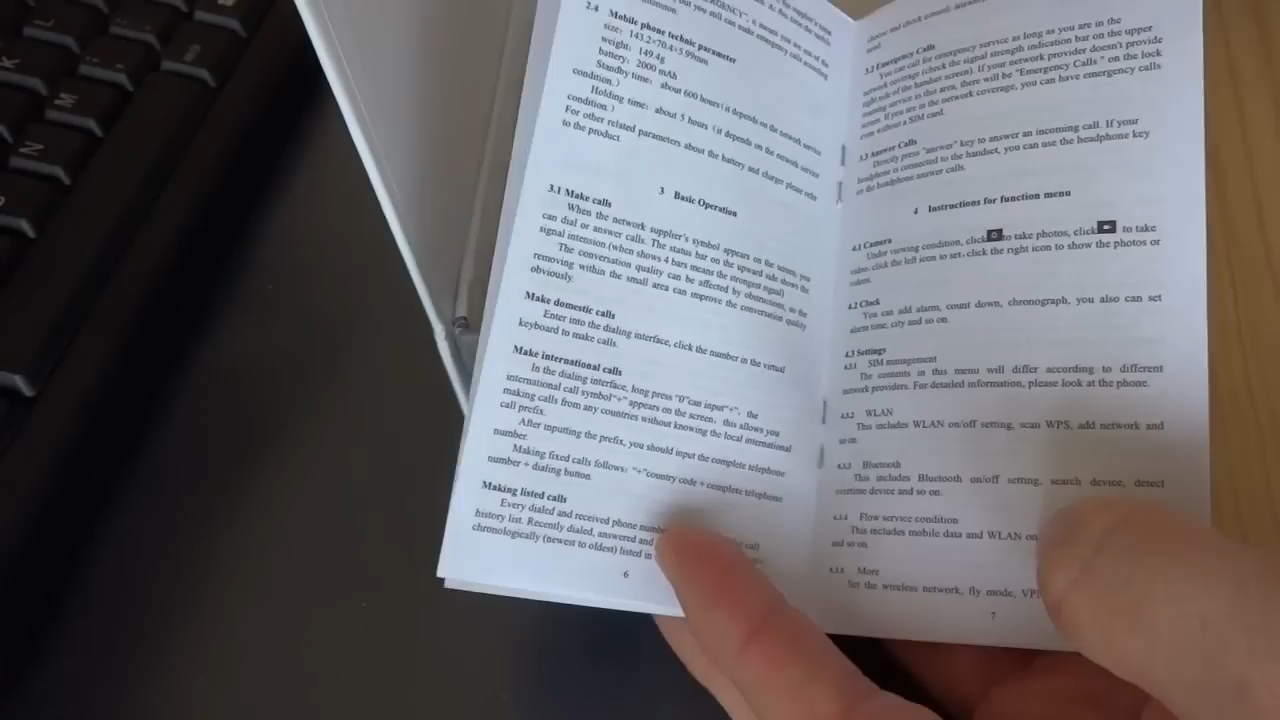 ERGENCY", it means you are out of the
but you still can make emergency calls according
intension.
2.4 Mobile phone technic parameter
size: 143.2×70.4×5.99mm
weight: 149.4g
battery: 2000 mAh
Standby time: about 600 hours (it depends on the network service
condition.)
Holding time: about 5 hours (it depends on the network service
condition.)
For other related parameters about the battery and charger please refer
to the product.
3 Basic Operation
3.1 Make calls
When the network supplier's symbol appears on the screen, you
can dial or answer calls. The status bar on the upward side shows the
signal intension.(when shows 4 bars means the strongest signal)
The conversation quality can be affected by obstructions, so the
removing within the small area can improve the conversation quality
obviously.
Make domestic calls
Enter into the dialing interface, click the number in the virtual
keyboard to make calls.
Make international calls
In the dialing interface, long press "0"can input"+", the
international call symbol"+"appears on the screen, this allows you
making calls from any countries without knowing the local international
call prefix.
After inputting the prefix, you should input the complete telephone
number.
Making fixed calls follows: "+"country code + complete telephone
number + dialing button.
Making listed calls
Every dialed and received phone numb call
history list. Recently dialed, answered and
chronologically (newest to oldest) listed in
6
need.
3.2 Emergency Calls
You can call for emergency service as long as you are in the
network coverage (check the signal strength indication bar on the upper
right side of the handset screen). If your network provider doesn't provide
roaming service in this area, there will be "Emergency Calls " on the lock
screen. If you are in the network coverage, you can have emergency calls
even without a SIM card.
3.3 Answer Calls
Directly press "answer" key to answer an incoming call. If your
headphone is connected to the handset, you can use the headphone key
on the headphone answer calls.
4 Instructions for function menu
4.1 Camera
Under viewing condition, click to take photos, click to take
video, click the left icon to set, click the right icon to show the photos or
videos.
4.2 Clock
You can add alarm, count down, chronograph, you also can set
alarm time, city and so on.
4.3 Settings
4.3.1 SIM management
The contents in this menu will differ according to different
network providers. For detailed information, please look at the phone.
4.3.2 WLAN
This includes WLAN on/off setting, scan WPS, add network and
so on.
4.3.3 Bluetooth
This includes Bluetooth on/off setting, search device, detect
overtime device and so on.
4.3.4 Flow service condition
This includes mobile data and WLAN on
and so on.
4.3.5 More
Set the wireless network, fly mode, VP
7
K
M
N